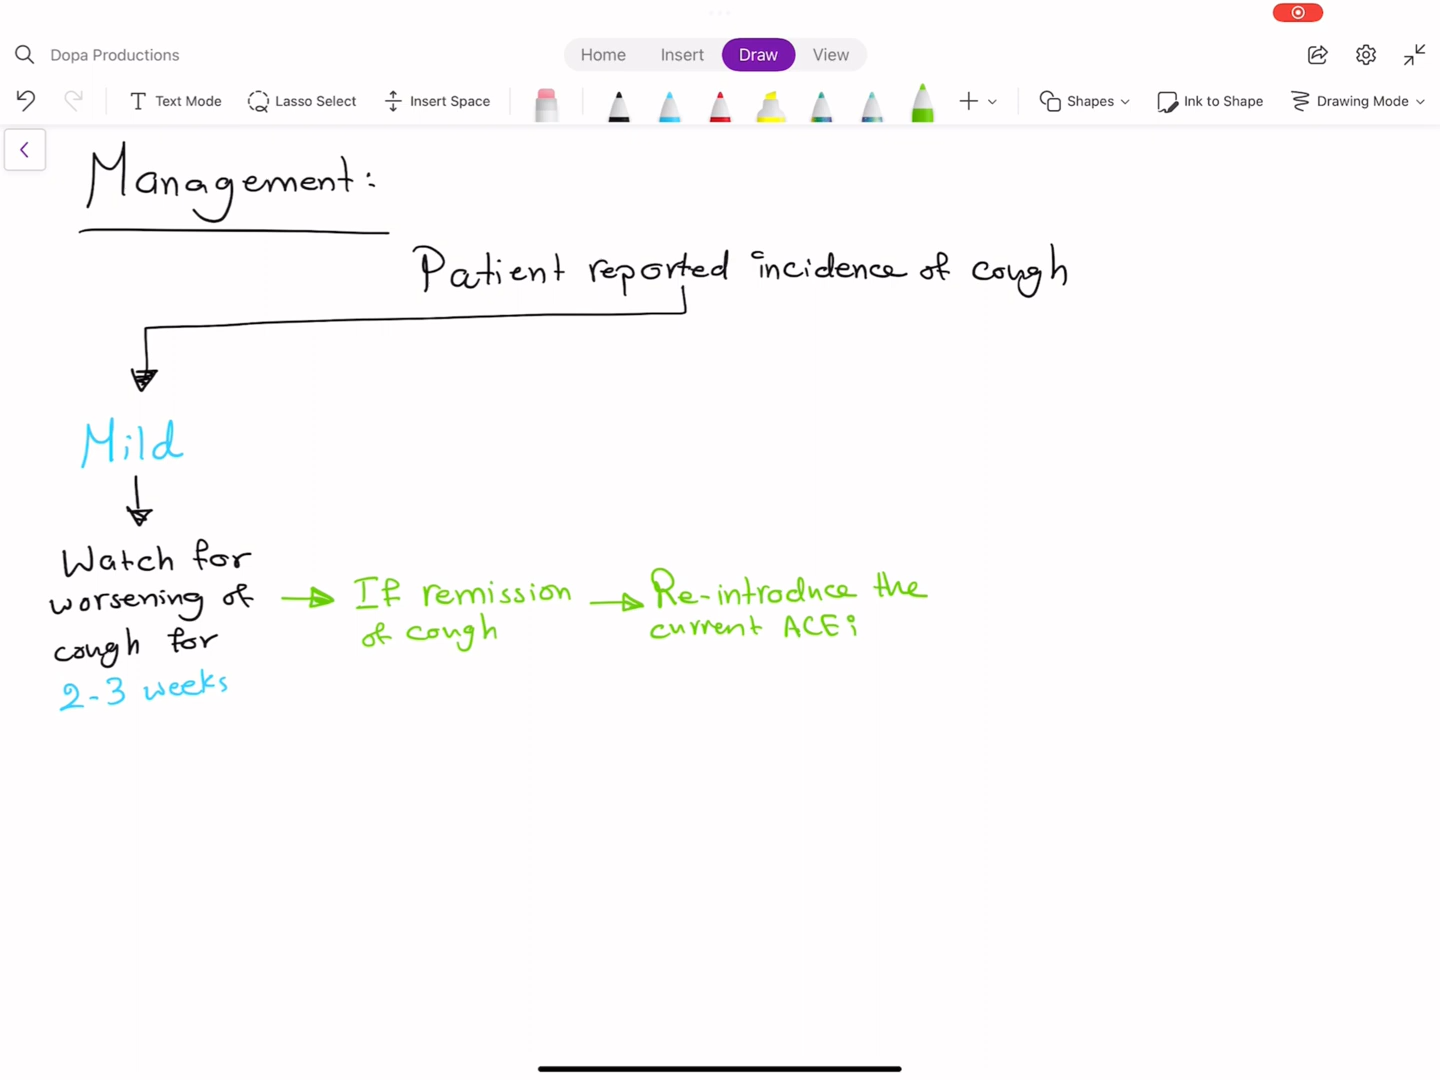 Dopa Productions
Home Insert Draw View
Text Mode Lasso Select Insert Space Shapes Ink to Shape Drawing Mode
Management:
Patient reported incidence of cough
Mild
Watch for
worsening of
cough for
2-3 weeks
If remission
of cough
Re-introduce the
current ACEi